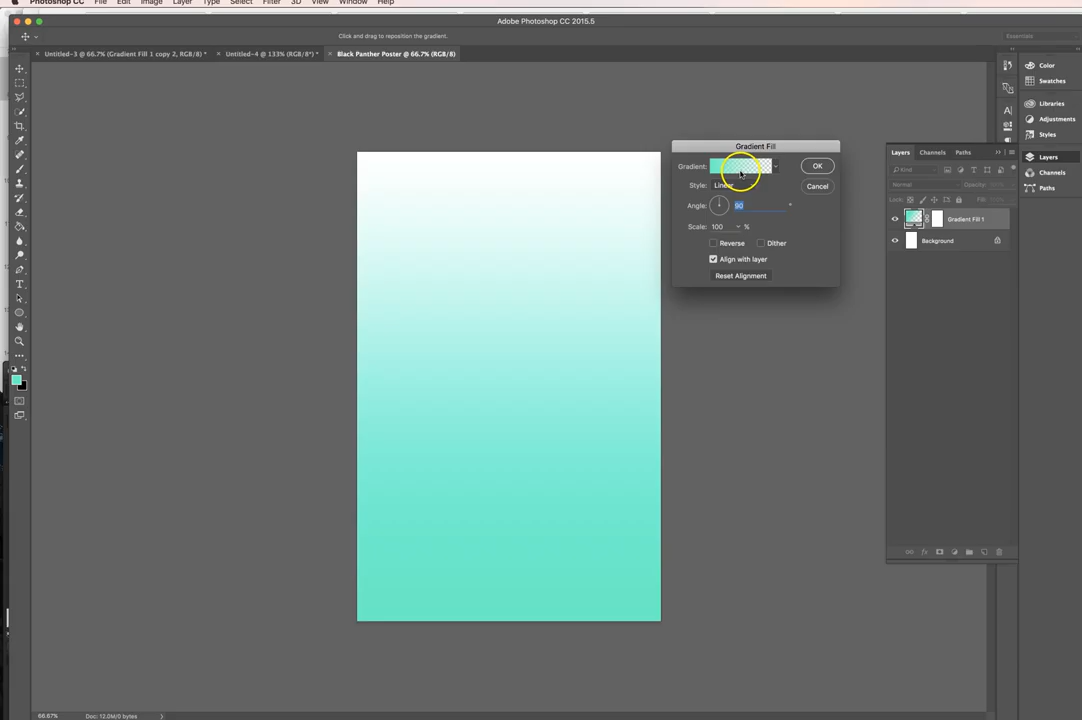 Photoshop CC File Edit Image Layer Type Select Filter 3D View Window Help
Adobe Photoshop CC 2015.5
Click and drag to reposition the gradient.
Essentials
× Untitled-3 @ 66.7% (Gradient Fill 1 copy 2, RGB/8) *
× Untitled-4 @ 133% (RGB/8*) *
× Black Panther Poster @ 66.7% (RGB/8)
Gradient Fill
Gradient:
OK
Style: Linear
Cancel
Angle: 90 °
Scale: 100 %
Reverse Dither
Align with layer
Reset Alignment
Layers Channels Paths
Kind
Normal Opacity: 100%
Lock: Fill: 100%
Gradient Fill 1
Background
Color
Swatches
Libraries
Adjustments
Styles
Layers
Channels
Paths
66.67% Doc: 12.0M/0 bytes